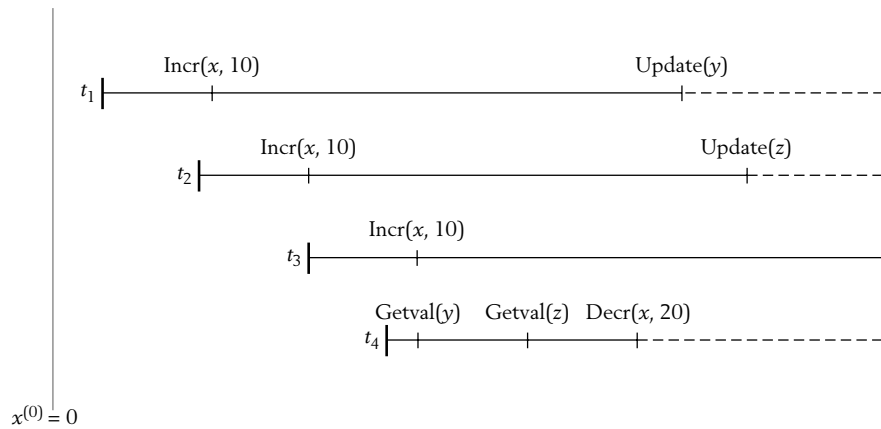 Incr(x, 10) Update(y)
t₁
Incr(x, 10) Update(z)
t₂
Incr(x, 10)
t₃
Getval(y) Getval(z) Decr(x, 20)
t₄
x⁽⁰⁾ = 0